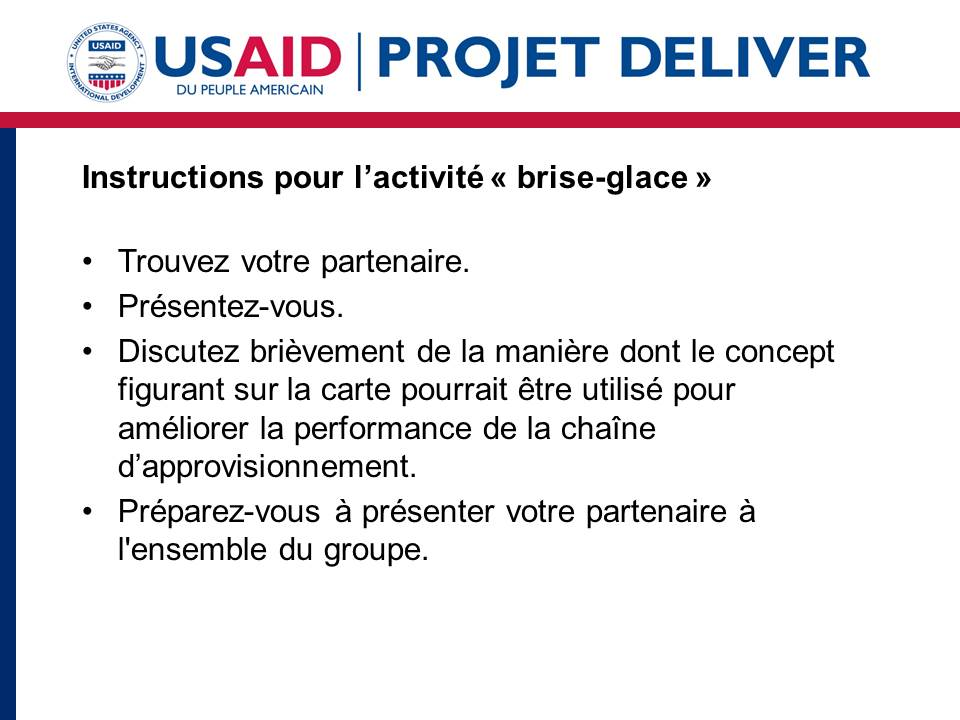 UNITED STATES AGENCY
USAID
INTERNATIONAL DEVELOPMENT
USAID | PROJET DELIVER
DU PEUPLE AMERICAIN
Instructions pour l’activité « brise-glace »
• Trouvez votre partenaire.
• Présentez-vous.
• Discutez brièvement de la manière dont le concept
figurant sur la carte pourrait être utilisé pour
améliorer la performance de la chaîne
d’approvisionnement.
• Préparez-vous à présenter votre partenaire à
l'ensemble du groupe.